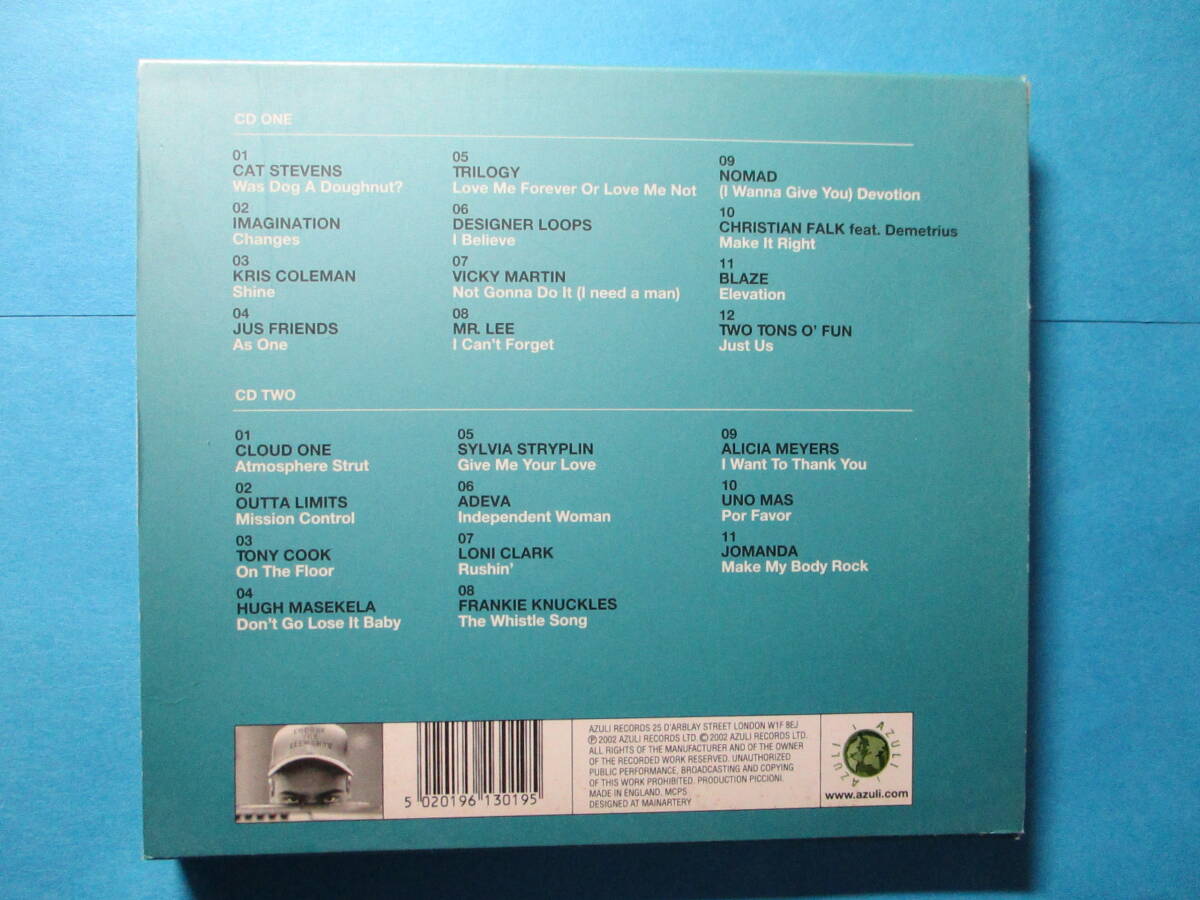 CD ONE
01
CAT STEVENS
Was Dog A Doughnut?
02
IMAGINATION
Changes
03
KRIS COLEMAN
Shine
04
JUS FRIENDS
As One
05
TRILOGY
Love Me Forever Or Love Me Not
06
DESIGNER LOOPS
I Believe
07
VICKY MARTIN
Not Gonna Do It (I need a man)
08
MR. LEE
I Can't Forget
09
NOMAD
(I Wanna Give You) Devotion
10
CHRISTIAN FALK feat. Demetrius
Make It Right
11
BLAZE
Elevation
12
TWO TONS O' FUN
Just Us
CD TWO
01
CLOUD ONE
Atmosphere Strut
02
OUTTA LIMITS
Mission Control
03
TONY COOK
On The Floor
04
HUGH MASEKELA
Don't Go Lose It Baby
05
SYLVIA STRYPLIN
Give Me Your Love
06
ADEVA
Independent Woman
07
LONI CLARK
Rushin'
08
FRANKIE KNUCKLES
The Whistle Song
09
ALICIA MEYERS
I Want To Thank You
10
UNO MAS
Por Favor
11
JOMANDA
Make My Body Rock
5 020196 130195
AZULI RECORDS 25 D'ARBLAY STREET LONDON W1F 8EJ
℗2002 AZULI RECORDS LTD. ©2002 AZULI RECORDS LTD.
ALL RIGHTS OF THE MANUFACTURER AND OF THE OWNER
OF THE RECORDED WORK RESERVED. UNAUTHORIZED
PUBLIC PERFORMANCE, BROADCASTING AND COPYING
OF THIS WORK PROHIBITED. PRODUCTION PICCIONI.
MADE IN ENGLAND. MCPS
DESIGNED AT MAINARTERY
AZULI
AZULI
www.azuli.com